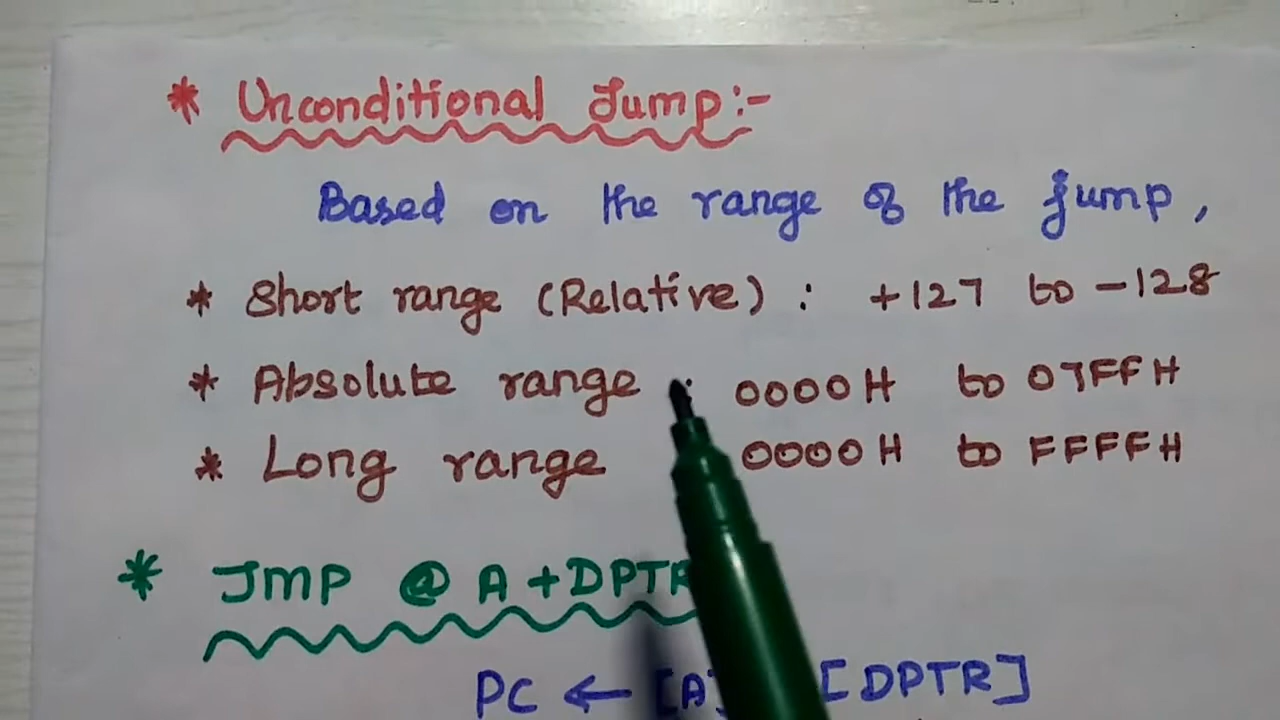 * Unconditional Jump:-
Based on the range of the jump,
* Short range (Relative) : +127 to -128
* Absolute range : 0000H to 07FFH
* Long range 0000H to FFFFH
* JMP @ A + DPTR
PC ← [A] [DPTR]